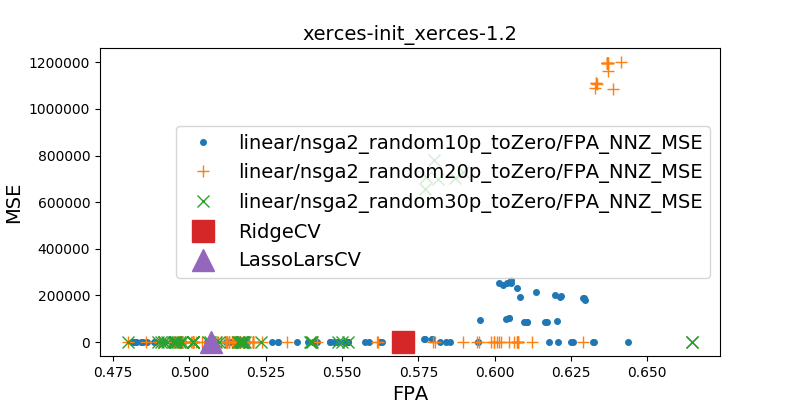 xerces-init_xerces-1.2
1200000
1000000
800000
600000
400000
200000
0
MSE
linear/nsga2_random10p_toZero/FPA_NNZ_MSE
linear/nsga2_random20p_toZero/FPA_NNZ_MSE
linear/nsga2_random30p_toZero/FPA_NNZ_MSE
RidgeCV
LassoLarsCV
0.475 0.500 0.525 0.550 0.575 0.600 0.625 0.650
FPA